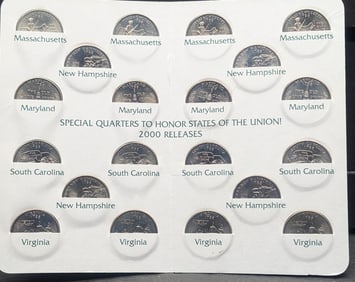 Massachusetts Massachusetts Massachusetts Massachusetts
New Hampshire New Hampshire
Maryland Maryland Maryland Maryland
SPECIAL QUARTERS TO HONOR STATES OF THE UNION!
2000 RELEASES
South Carolina South Carolina South Carolina South Carolina
New Hampshire New Hampshire
Virginia Virginia Virginia Virginia